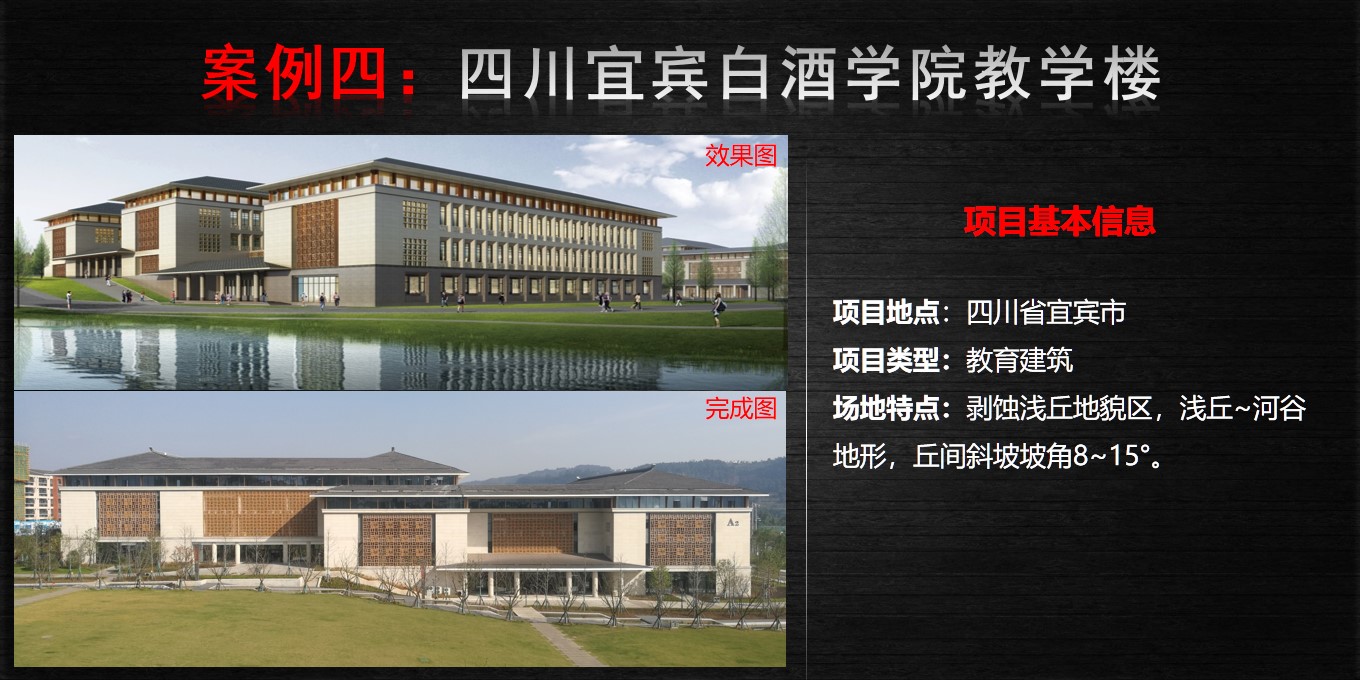 案例四：四川宜宾白酒学院教学楼
效果图
完成图
A2
项目基本信息
项目地点：四川省宜宾市
项目类型：教育建筑
场地特点：剥蚀浅丘地貌区，浅丘~河谷
地形，丘间斜坡坡角8~15°。